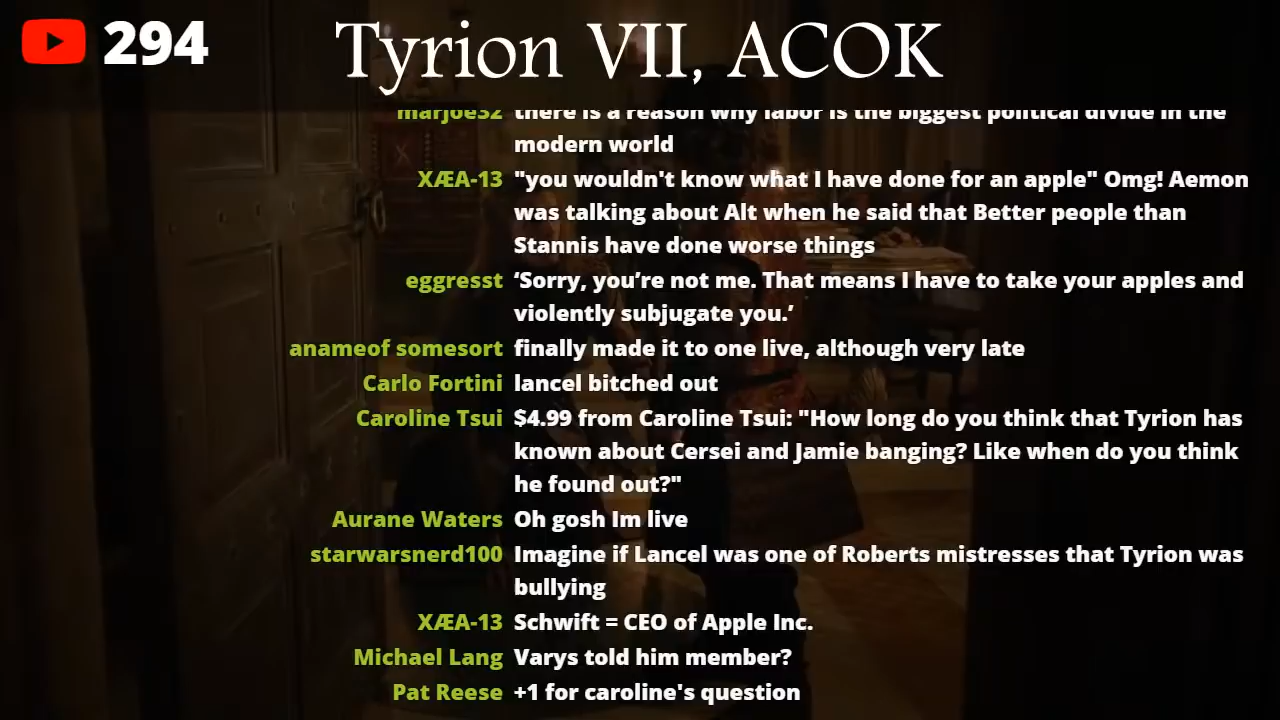 294
Tyrion VII, ACOK
marjoe32 there is a reason why labor is the biggest political divide in the
modern world
XÆA-13 "you wouldn't know what I have done for an apple" Omg! Aemon
was talking about Alt when he said that Better people than
Stannis have done worse things
eggresst ‘Sorry, you’re not me. That means I have to take your apples and
violently subjugate you.’
anameof somesort finally made it to one live, although very late
Carlo Fortini lancel bitched out
Caroline Tsui $4.99 from Caroline Tsui: "How long do you think that Tyrion has
known about Cersei and Jamie banging? Like when do you think
he found out?"
Aurane Waters Oh gosh Im live
starwarsnerd100 Imagine if Lancel was one of Roberts mistresses that Tyrion was
bullying
XÆA-13 Schwift = CEO of Apple Inc.
Michael Lang Varys told him member?
Pat Reese +1 for caroline's question